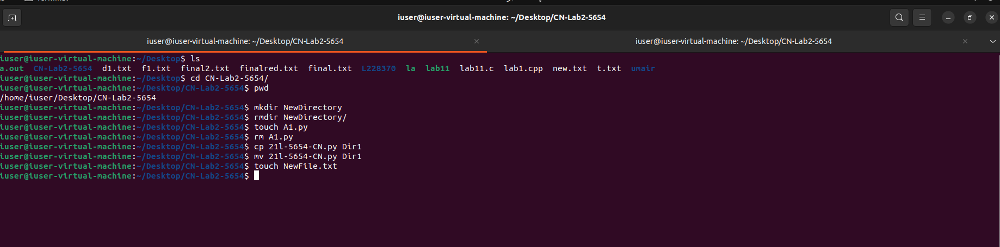 iuser@iuser-virtual-machine: ~/Desktop/CN-Lab2-5654
iuser@iuser-virtual-machine: ~/Desktop/CN-Lab2-5654 × iuser@iuser-virtual-machine: ~/Desktop/CN-Lab2-5654 ×
iuser@iuser-virtual-machine:~/Desktop$ ls
a.out CN-Lab2-5654 d1.txt f1.txt final2.txt finalred.txt final.txt L228370 la lab11 lab11.c lab1.cpp new.txt t.txt umair
iuser@iuser-virtual-machine:~/Desktop$ cd CN-Lab2-5654/
iuser@iuser-virtual-machine:~/Desktop/CN-Lab2-5654$ pwd
/home/iuser/Desktop/CN-Lab2-5654
iuser@iuser-virtual-machine:~/Desktop/CN-Lab2-5654$ mkdir NewDirectory
iuser@iuser-virtual-machine:~/Desktop/CN-Lab2-5654$ rmdir NewDirectory/
iuser@iuser-virtual-machine:~/Desktop/CN-Lab2-5654$ touch A1.py
iuser@iuser-virtual-machine:~/Desktop/CN-Lab2-5654$ rm A1.py
iuser@iuser-virtual-machine:~/Desktop/CN-Lab2-5654$ cp 21l-5654-CN.py Dir1
iuser@iuser-virtual-machine:~/Desktop/CN-Lab2-5654$ mv 21l-5654-CN.py Dir1
iuser@iuser-virtual-machine:~/Desktop/CN-Lab2-5654$ touch NewFile.txt
iuser@iuser-virtual-machine:~/Desktop/CN-Lab2-5654$